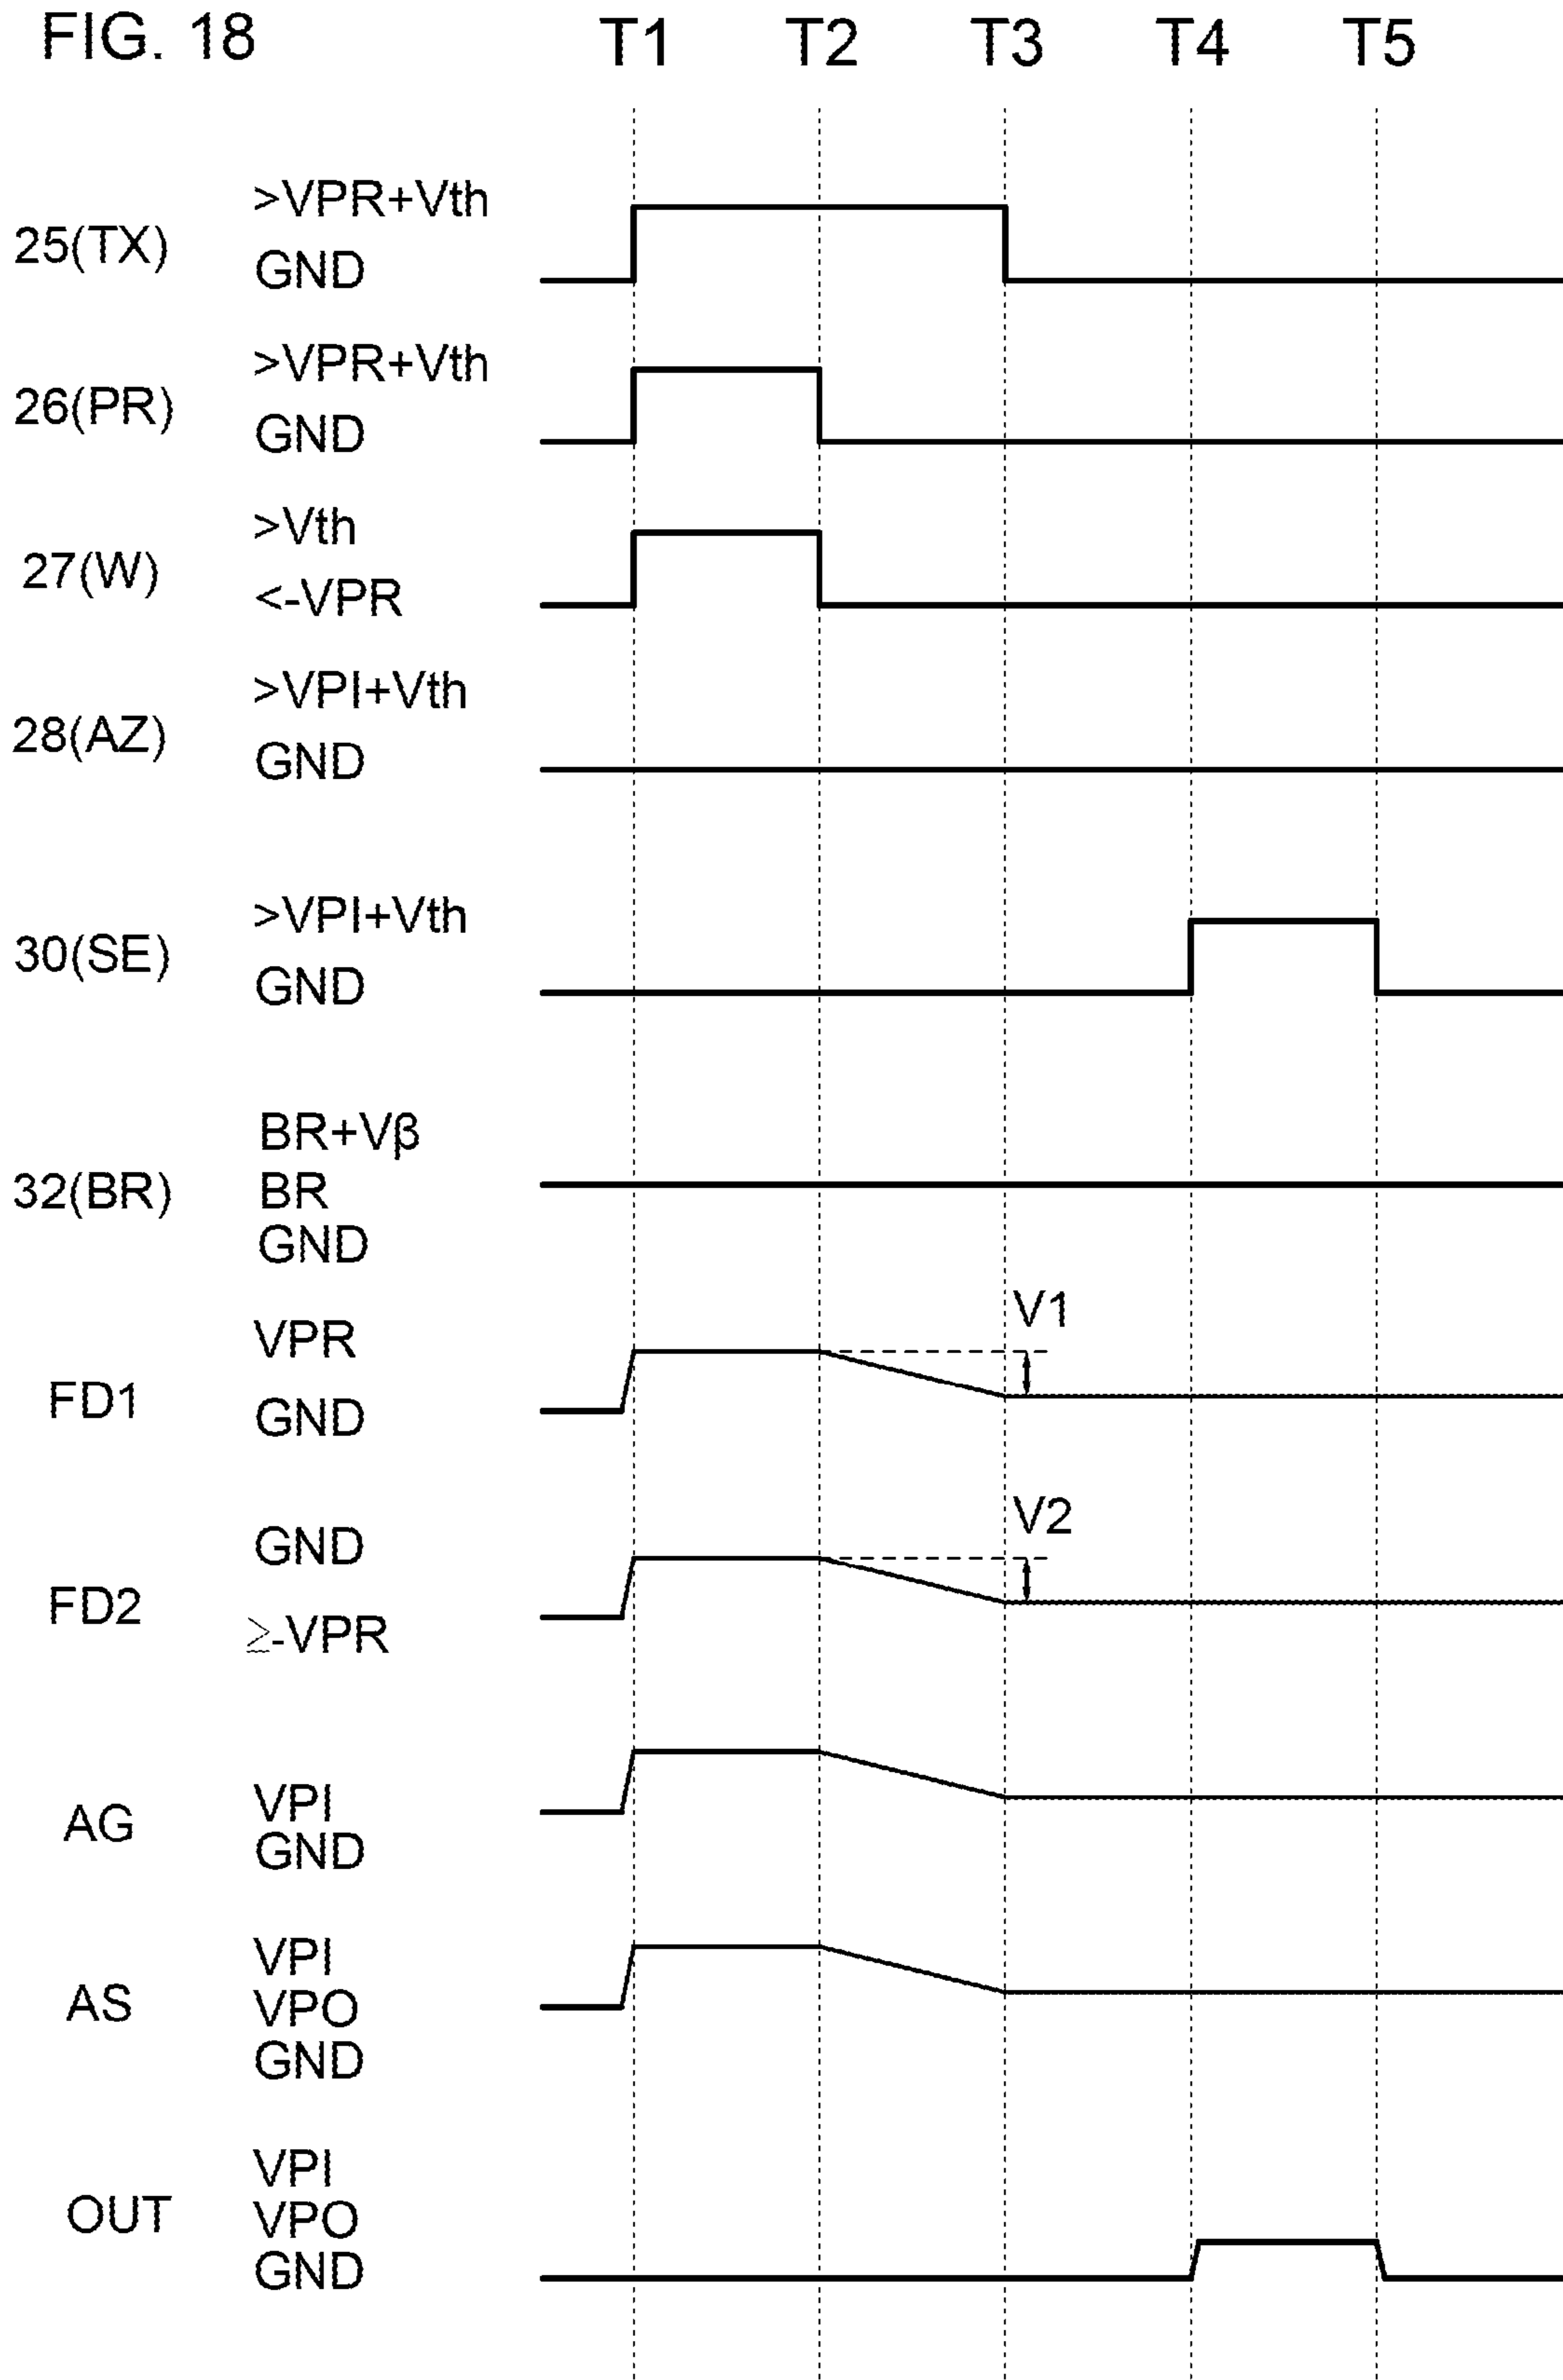 FIG. 18
T1 T2 T3 T4 T5
25(TX)
>VPR+Vth
GND
26(PR)
>VPR+Vth
GND
27(W)
>Vth
<-VPR
28(AZ)
>VPI+Vth
GND
30(SE)
>VPI+Vth
GND
32(BR)
BR+Vβ
BR
GND
FD1
VPR
GND
V1
FD2
GND
≥-VPR
V2
AG
VPI
GND
AS
VPI
VPO
GND
OUT
VPI
VPO
GND